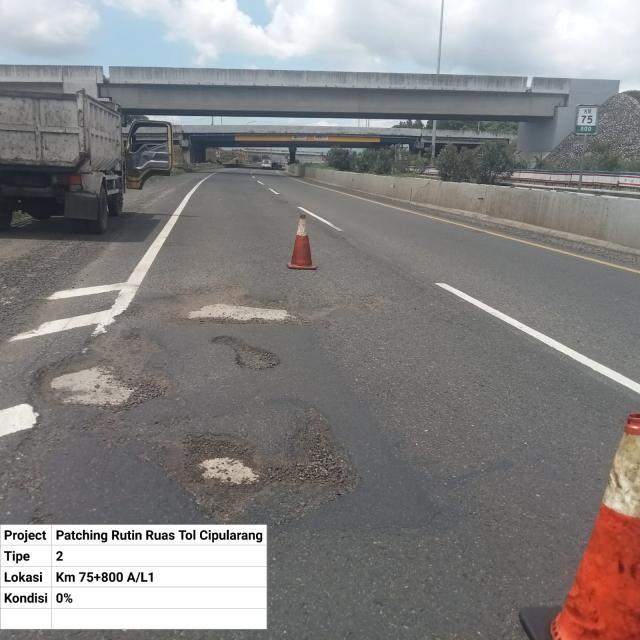 KM
75
800
Project Patching Rutin Ruas Tol Cipularang
Tipe 2
Lokasi Km 75+800 A/L1
Kondisi 0%